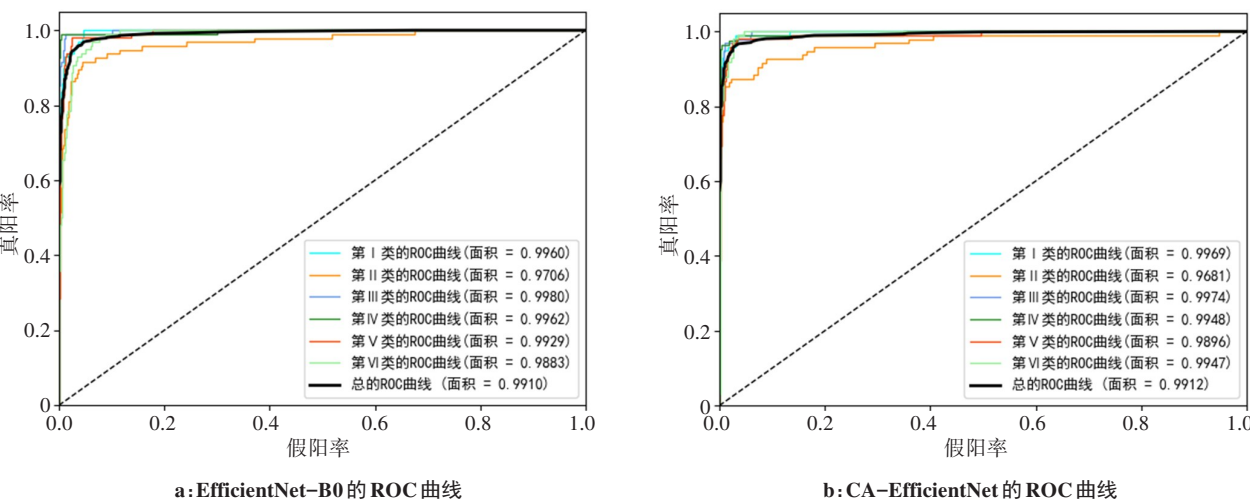 1.0
0.8
0.6
0.4
0.2
0
真阳率
0.0 0.2 0.4 0.6 0.8 1.0
假阳率
第Ⅰ类的ROC曲线(面积 = 0.9960)
第Ⅱ类的ROC曲线(面积 = 0.9706)
第Ⅲ类的ROC曲线(面积 = 0.9980)
第Ⅳ类的ROC曲线(面积 = 0.9962)
第Ⅴ类的ROC曲线(面积 = 0.9929)
第Ⅵ类的ROC曲线(面积 = 0.9883)
总的ROC曲线 (面积 = 0.9910)
a:EfficientNet-B0的ROC曲线
1.0
0.8
0.6
0.4
0.2
0
真阳率
0.0 0.2 0.4 0.6 0.8 1.0
假阳率
第Ⅰ类的ROC曲线(面积 = 0.9969)
第Ⅱ类的ROC曲线(面积 = 0.9681)
第Ⅲ类的ROC曲线(面积 = 0.9974)
第Ⅳ类的ROC曲线(面积 = 0.9948)
第Ⅴ类的ROC曲线(面积 = 0.9896)
第Ⅵ类的ROC曲线(面积 = 0.9947)
总的ROC曲线 (面积 = 0.9912)
b:CA-EfficientNet的ROC曲线